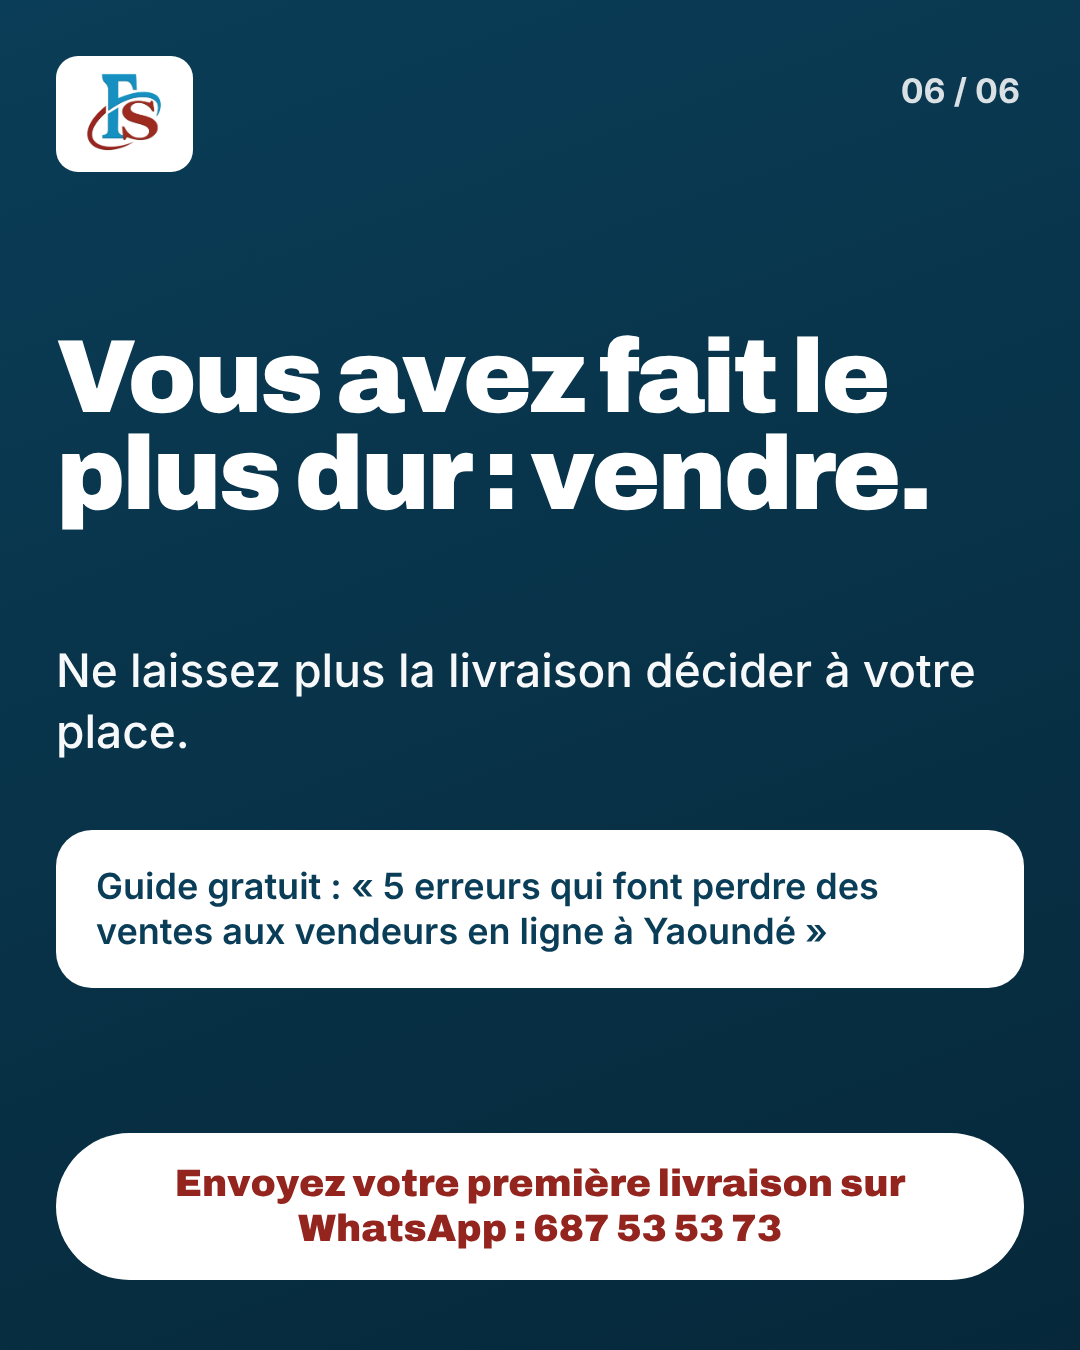 FS
06 / 06
Vous avez fait le
plus dur : vendre.
Ne laissez plus la livraison décider à votre
place.
Guide gratuit : « 5 erreurs qui font perdre des
ventes aux vendeurs en ligne à Yaoundé »
Envoyez votre première livraison sur
WhatsApp : 687 53 53 73